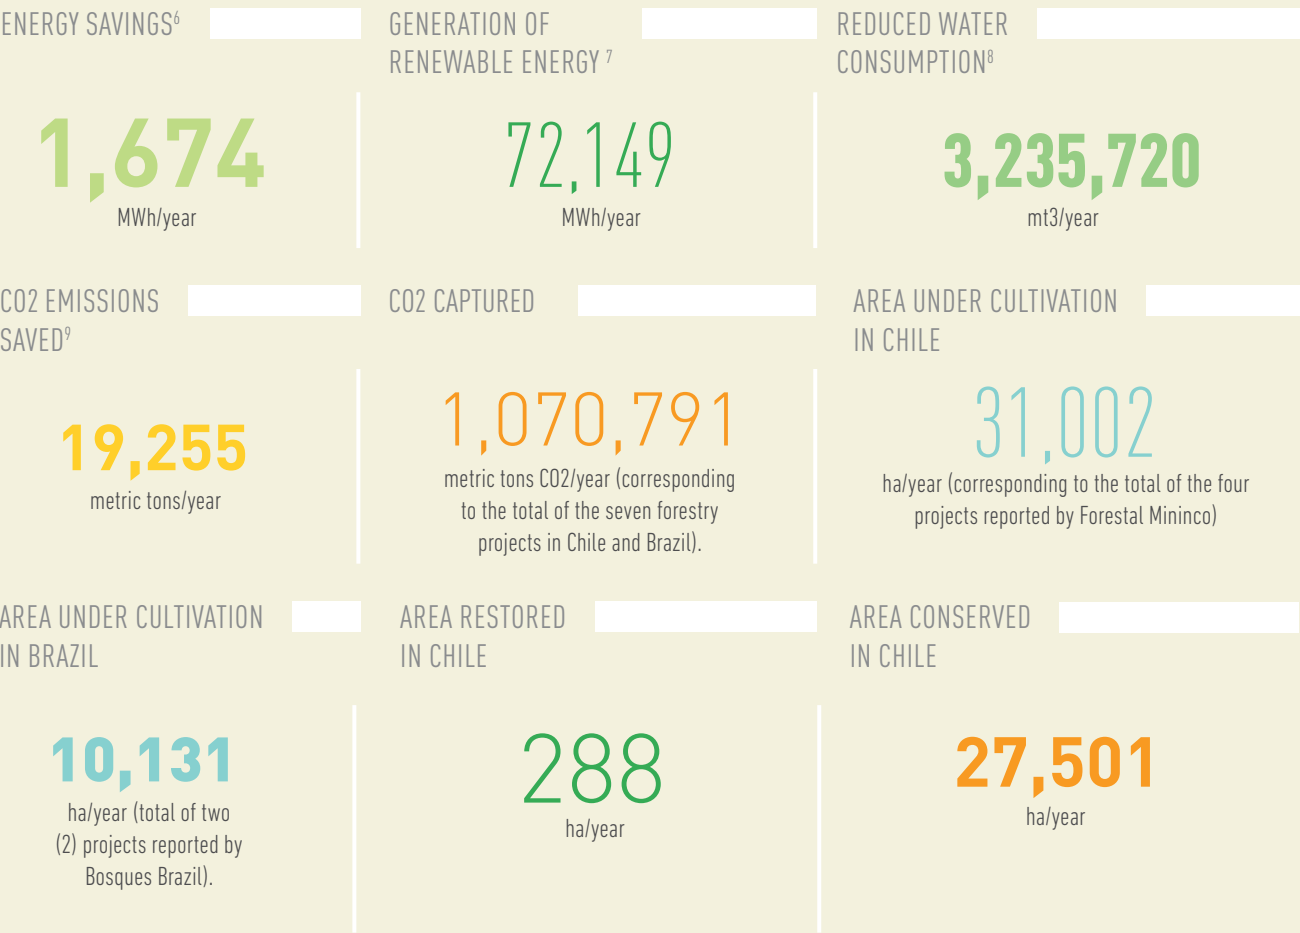 ENERGY SAVINGS⁶
1,674
MWh/year
GENERATION OF
RENEWABLE ENERGY ⁷
72,149
MWh/year
REDUCED WATER
CONSUMPTION⁸
3,235,720
mt3/year
CO2 EMISSIONS
SAVED⁹
19,255
metric tons/year
CO2 CAPTURED
1,070,791
metric tons CO2/year (corresponding
to the total of the seven forestry
projects in Chile and Brazil).
AREA UNDER CULTIVATION
IN CHILE
31,002
ha/year (corresponding to the total of the four
projects reported by Forestal Mininco)
AREA UNDER CULTIVATION
IN BRAZIL
10,131
ha/year (total of two
(2) projects reported by
Bosques Brazil).
AREA RESTORED
IN CHILE
288
ha/year
AREA CONSERVED
IN CHILE
27,501
ha/year